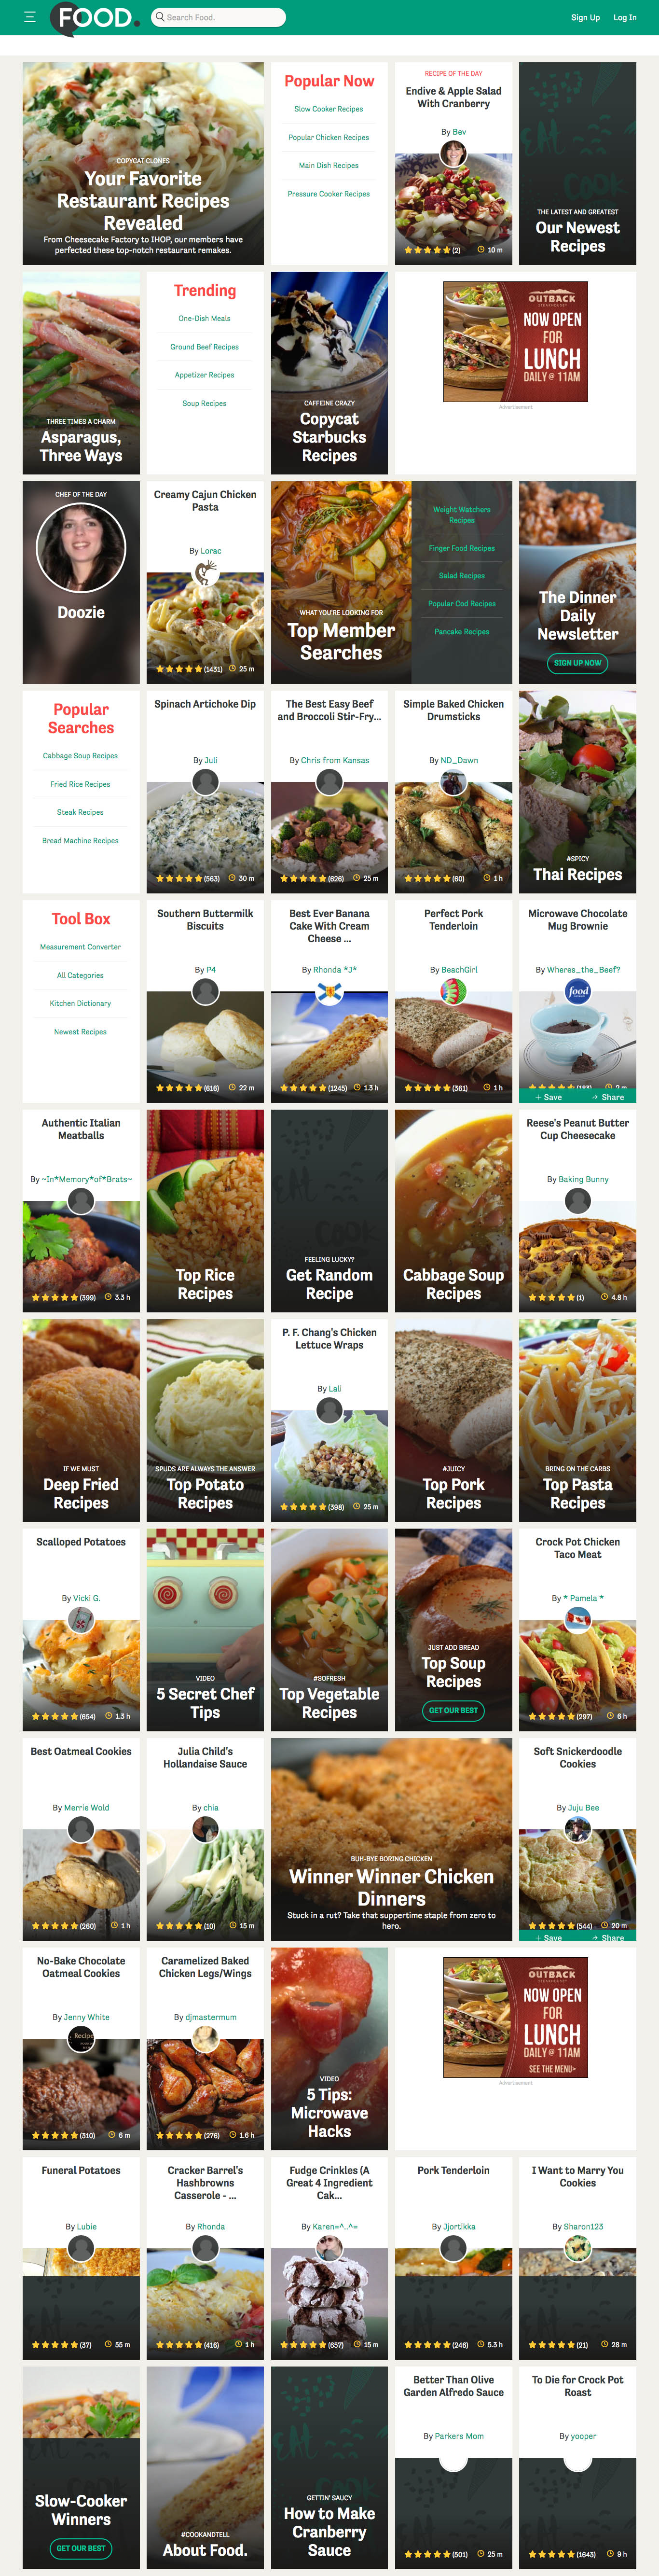 FOOD.
Search Food.
Sign Up
Log In
COPYCAT CLONES
Your Favorite
Restaurant Recipes
Revealed
From Cheesecake Factory to IHOP, our members have
perfected these top-notch restaurant remakes.
Popular Now
Slow Cooker Recipes
Popular Chicken Recipes
Main Dish Recipes
Pressure Cooker Recipes
RECIPE OF THE DAY
Endive & Apple Salad
With Cranberry
By Bev
(2) 10 m
THE LATEST AND GREATEST
Our Newest
Recipes
THREE TIMES A CHARM
Asparagus,
Three Ways
Trending
One-Dish Meals
Ground Beef Recipes
Appetizer Recipes
Soup Recipes
CAFFEINE CRAZY
Copycat
Starbucks
Recipes
OUTBACK
STEAKHOUSE
NOW OPEN
FOR
LUNCH
DAILY @ 11AM
Advertisement
CHEF OF THE DAY
Doozie
Creamy Cajun Chicken
Pasta
By Lorac
(1431) 25 m
WHAT YOU'RE LOOKING FOR
Top Member
Searches
Weight Watchers
Recipes
Finger Food Recipes
Salad Recipes
Popular Cod Recipes
Pancake Recipes
The Dinner
Daily
Newsletter
SIGN UP NOW
Popular
Searches
Cabbage Soup Recipes
Fried Rice Recipes
Steak Recipes
Bread Machine Recipes
Spinach Artichoke Dip
By Juli
(563) 30 m
The Best Easy Beef
and Broccoli Stir-Fry...
By Chris from Kansas
(626) 25 m
Simple Baked Chicken
Drumsticks
By ND_Dawn
(60) 1 h
#SPICY
Thai Recipes
Tool Box
Measurement Converter
All Categories
Kitchen Dictionary
Newest Recipes
Southern Buttermilk
Biscuits
By P4
(616) 22 m
Best Ever Banana
Cake With Cream
Cheese ...
By Rhonda *J*
(1245) 1.3 h
Perfect Pork
Tenderloin
By BeachGirl
(361) 1 h
Microwave Chocolate
Mug Brownie
By Wheres_the_Beef?
food
(183) 2 m
+ Save
Share
Authentic Italian
Meatballs
By ~In*Memory*of*Brats~
(399) 3.3 h
Top Rice
Recipes
FEELING LUCKY?
Get Random
Recipe
Cabbage Soup
Recipes
Reese's Peanut Butter
Cup Cheesecake
By Baking Bunny
(1) 4.8 h
IF WE MUST
Deep Fried
Recipes
SPUDS ARE ALWAYS THE ANSWER
Top Potato
Recipes
P. F. Chang's Chicken
Lettuce Wraps
By Lali
(398) 25 m
#JUICY
Top Pork
Recipes
BRING ON THE CARBS
Top Pasta
Recipes
Scalloped Potatoes
By Vicki G.
(654) 1.3 h
VIDEO
5 Secret Chef
Tips
#SOFRESH
Top Vegetable
Recipes
JUST ADD BREAD
Top Soup
Recipes
GET OUR BEST
Crock Pot Chicken
Taco Meat
By * Pamela *
(297) 6 h
Best Oatmeal Cookies
By Merrie Wold
(260) 1 h
Julia Child's
Hollandaise Sauce
By chia
(10) 15 m
BUH-BYE BORING CHICKEN
Winner Winner Chicken
Dinners
Stuck in a rut? Take that suppertime staple from zero to
hero.
Soft Snickerdoodle
Cookies
By Juju Bee
(544) 20 m
+ Save
Share
No-Bake Chocolate
Oatmeal Cookies
By Jenny White
Recipe
(310) 6 m
Caramelized Baked
Chicken Legs/Wings
By djmastermum
(276) 1.6 h
VIDEO
5 Tips:
Microwave
Hacks
OUTBACK
STEAKHOUSE
NOW OPEN
FOR
LUNCH
DAILY @ 11AM
SEE THE MENU>
Advertisement
Funeral Potatoes
By Lubie
(37) 55 m
Cracker Barrel's
Hashbrowns
Casserole - ...
By Rhonda
(416) 1 h
Fudge Crinkles (A
Great 4 Ingredient
Cak...
By Karen=^..^=
(657) 15 m
Pork Tenderloin
By Jjortikka
(246) 5.3 h
I Want to Marry You
Cookies
By Sharon123
(21) 28 m
Slow-Cooker
Winners
GET OUR BEST
#COOKANDTELL
About Food.
GETTIN' SAUCY
How to Make
Cranberry
Sauce
Better Than Olive
Garden Alfredo Sauce
By Parkers Mom
(501) 25 m
To Die for Crock Pot
Roast
By yooper
(1643) 9 h